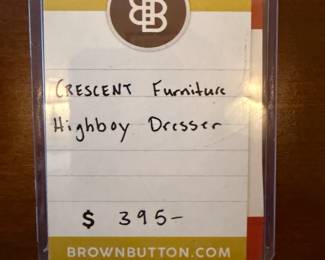 BB
CRESCENT Furniture
Highboy Dresser
$ 395-
BROWNBUTTON.COM